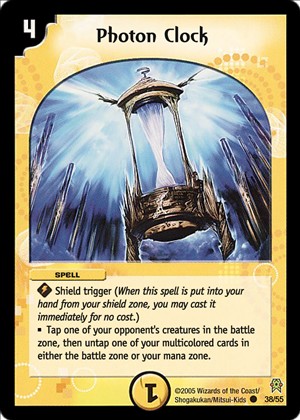 4
Photon Clock
SPELL
Shield trigger (When this spell is put into your
hand from your shield zone, you may cast it
immediately for no cost.)
▪ Tap one of your opponent's creatures in the battle
zone, then untap one of your multicolored cards in
either the battle zone or your mana zone.
1
©2005 Wizards of the Coast/
Shogakukan/Mitsui-Kids
38/55